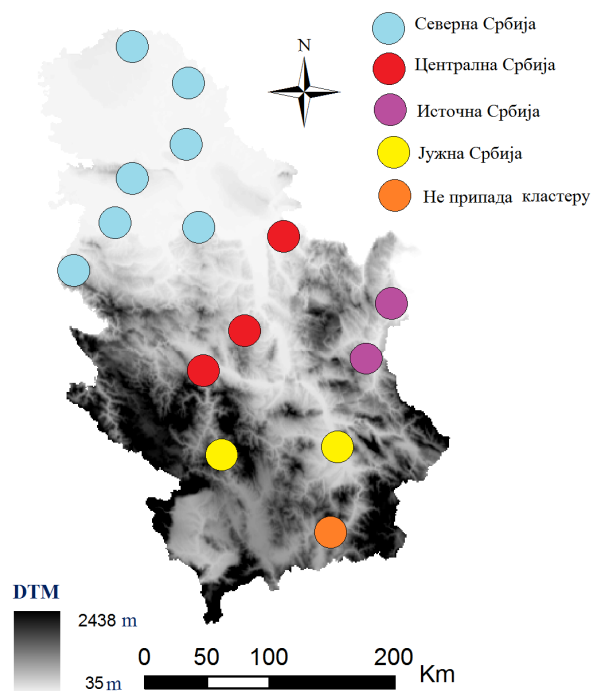 N
Северна Србија
Централна Србија
Источна Србија
Јужна Србија
Не припада кластеру
DTM
2438 m
35 m
0 50 100 200 Km